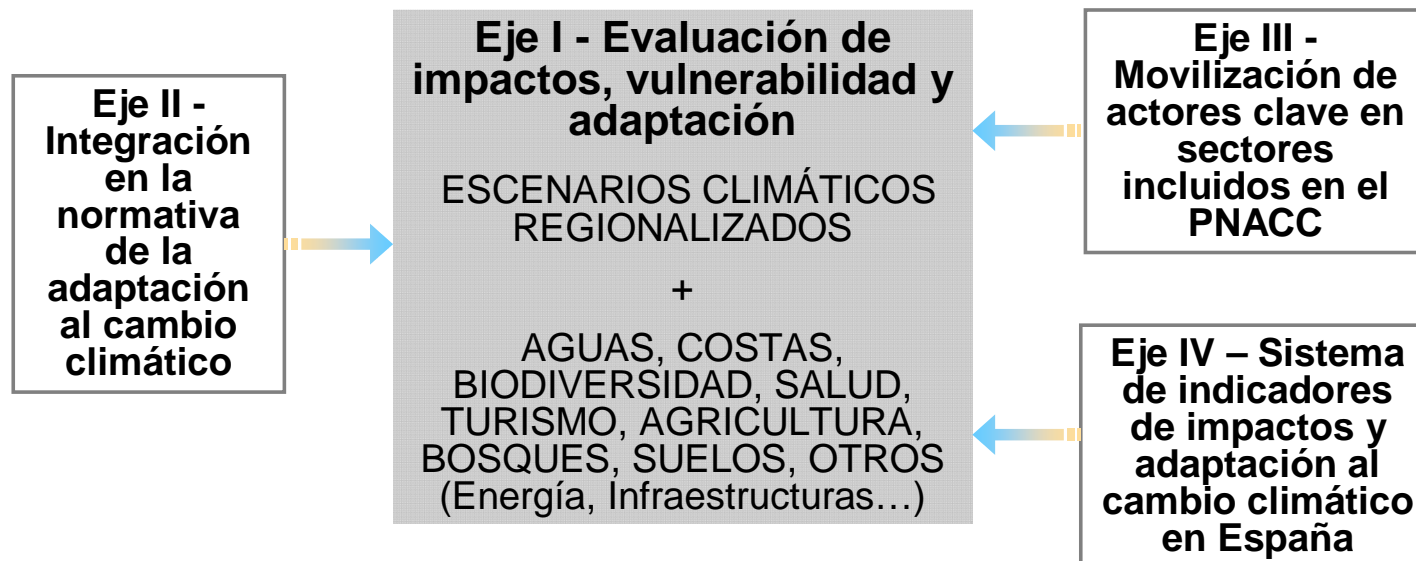 Eje II -
Integración
en la
normativa
de la
adaptación
al cambio
climático
Eje I - Evaluación de
impactos, vulnerabilidad y
adaptación
ESCENARIOS CLIMÁTICOS
REGIONALIZADOS
+
AGUAS, COSTAS,
BIODIVERSIDAD, SALUD,
TURISMO, AGRICULTURA,
BOSQUES, SUELOS, OTROS
(Energía, Infraestructuras…)
Eje III -
Movilización de
actores clave en
sectores
incluidos en el
PNACC
Eje IV – Sistema
de indicadores
de impactos y
adaptación al
cambio climático
en España